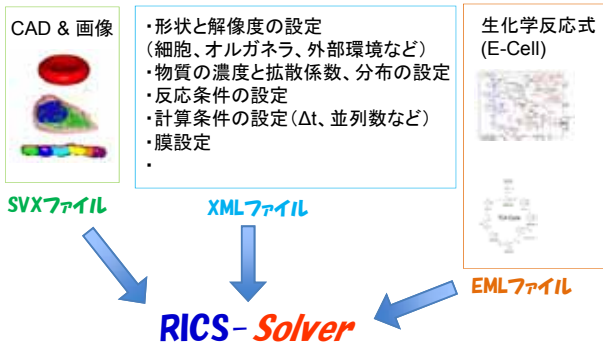 CAD & 画像
SVXファイル
・形状と解像度の設定
(細胞、オルガネラ、外部環境など)
・物質の濃度と拡散係数、分布の設定
・反応条件の設定
・計算条件の設定(Δt、並列数など)
・膜設定
・
XMLファイル
生化学反応式
(E-Cell)
EMLファイル
RICS-Solver